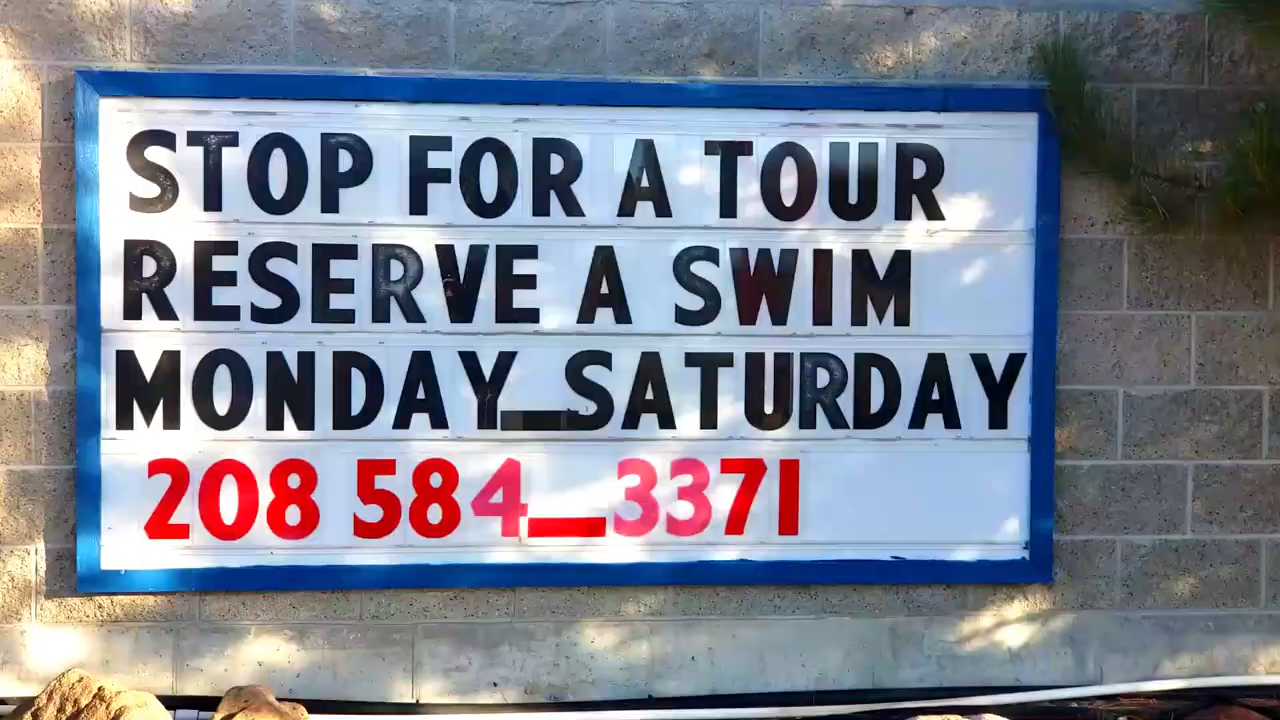 STOP FOR A TOUR
RESERVE A SWIM
MONDAY_SATURDAY
208 584_3371